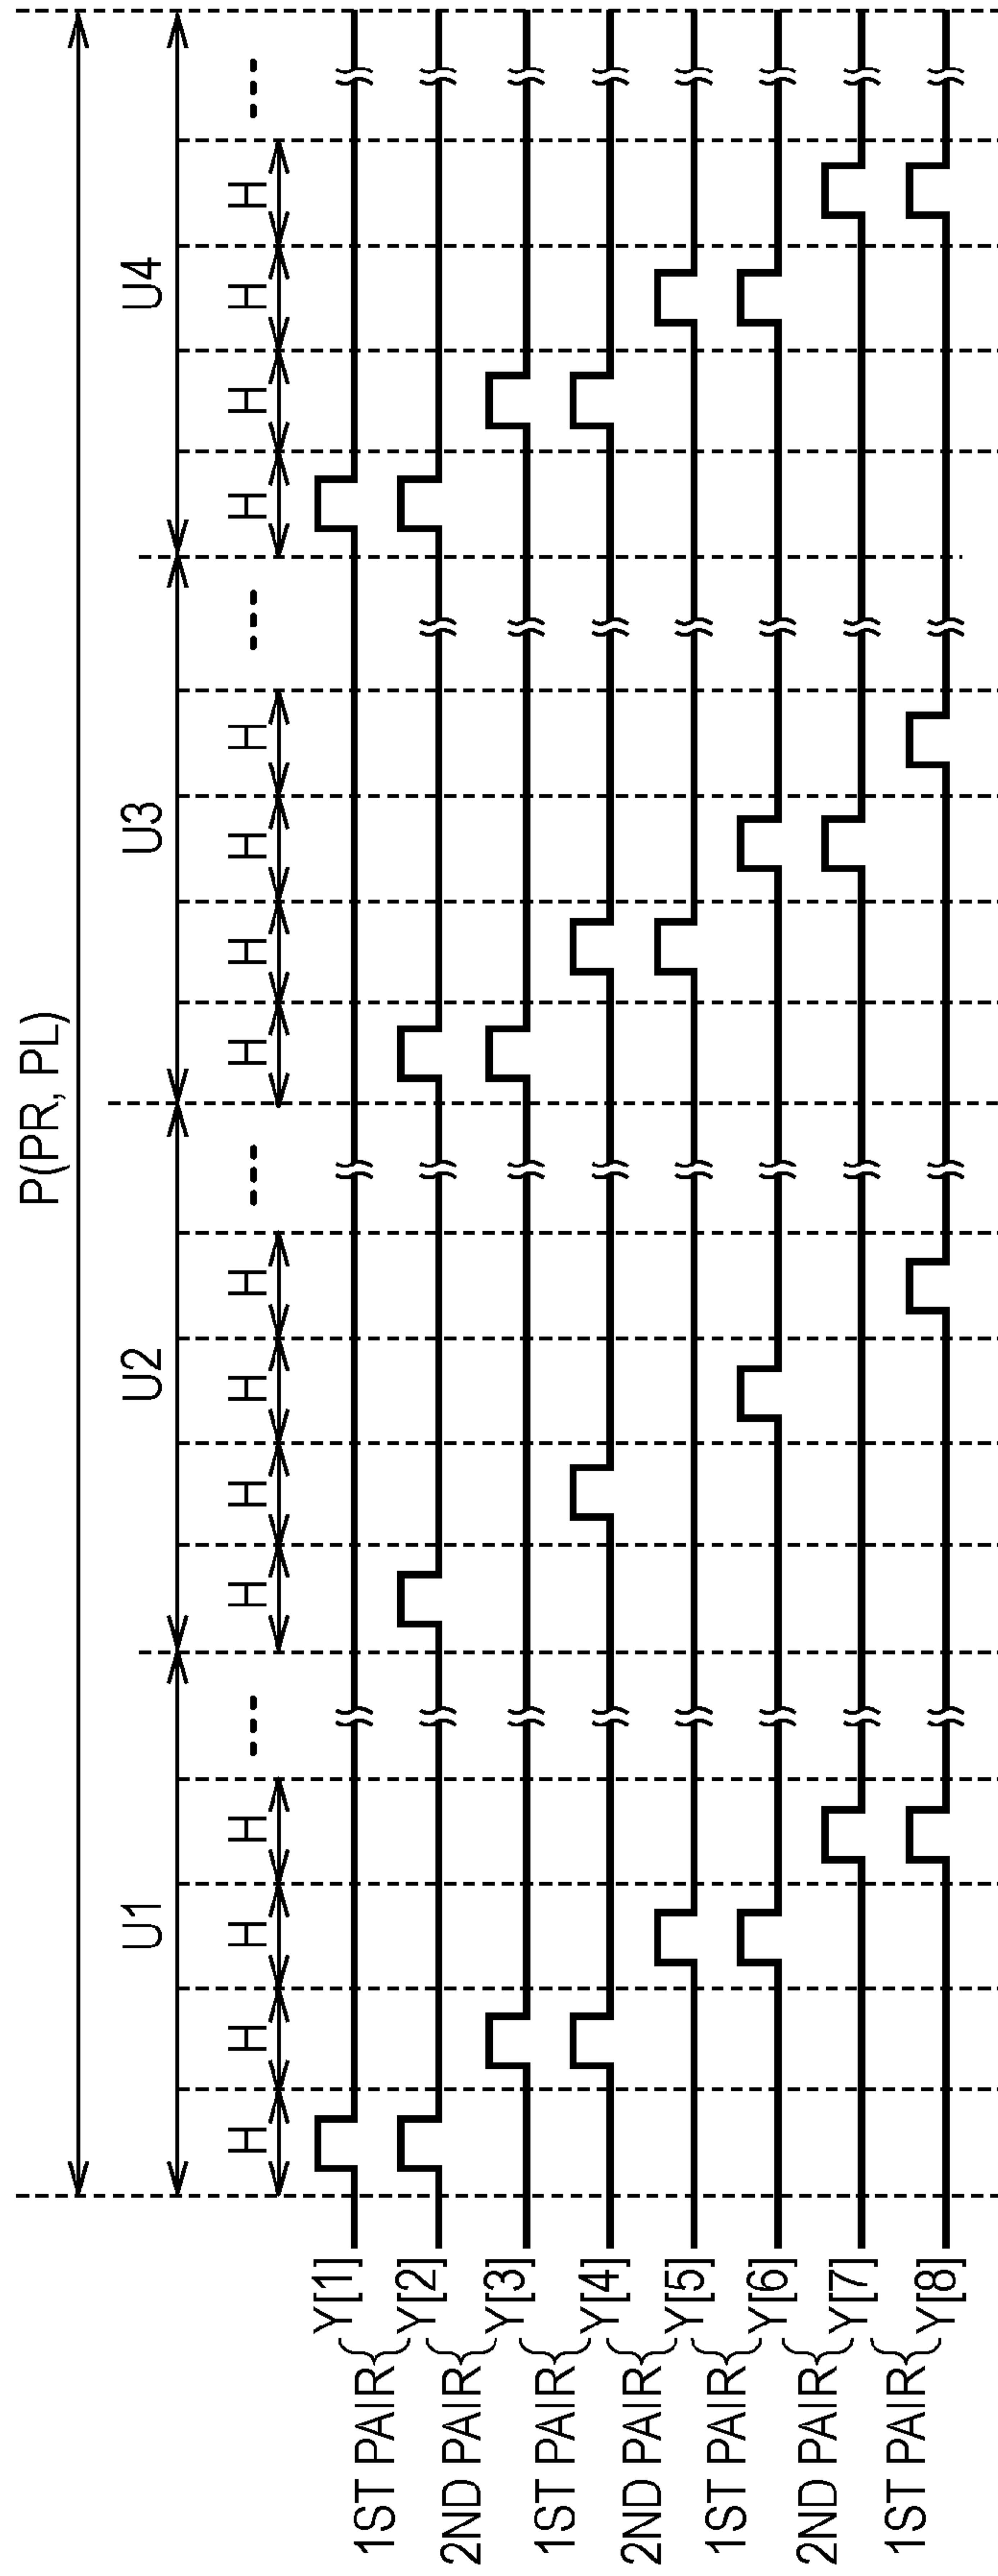 P(PR, PL)
U1 U2 U3 U4
H H H H H H H H H H H H H H H H
Y[1]
1ST PAIR
Y[2]
2ND PAIR
Y[3]
1ST PAIR
Y[4]
2ND PAIR
Y[5]
1ST PAIR
Y[6]
2ND PAIR
Y[7]
1ST PAIR
Y[8]